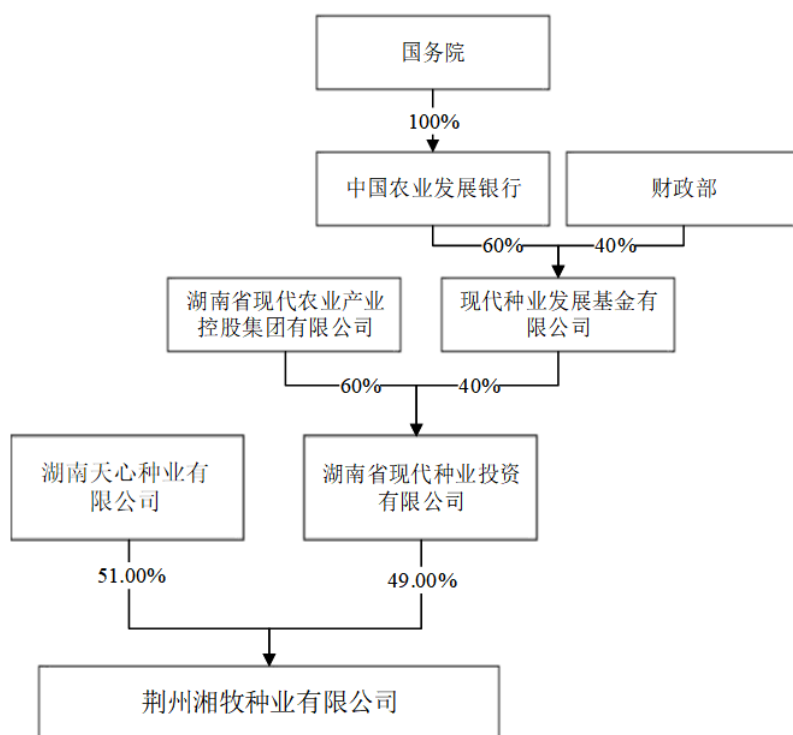 国务院
100%
中国农业发展银行
财政部
60%
40%
湖南省现代农业产业
控股集团有限公司
现代种业发展基金有
限公司
60%
40%
湖南天心种业有
限公司
湖南省现代种业投资
有限公司
51.00%
49.00%
荆州湘牧种业有限公司